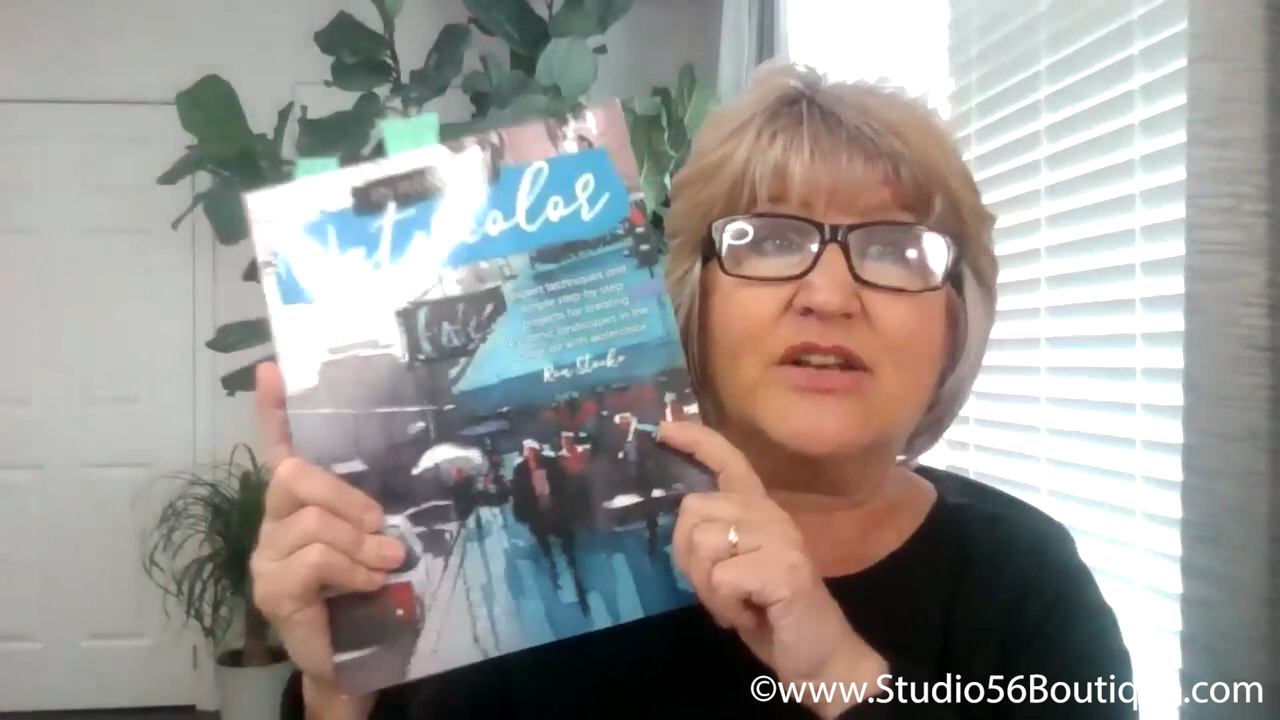 Watercolor
expert techniques and
simple step-by-step
projects for creating
landscapes in the
with watercolor
Ron Stocke
©www.Studio56Boutique.com